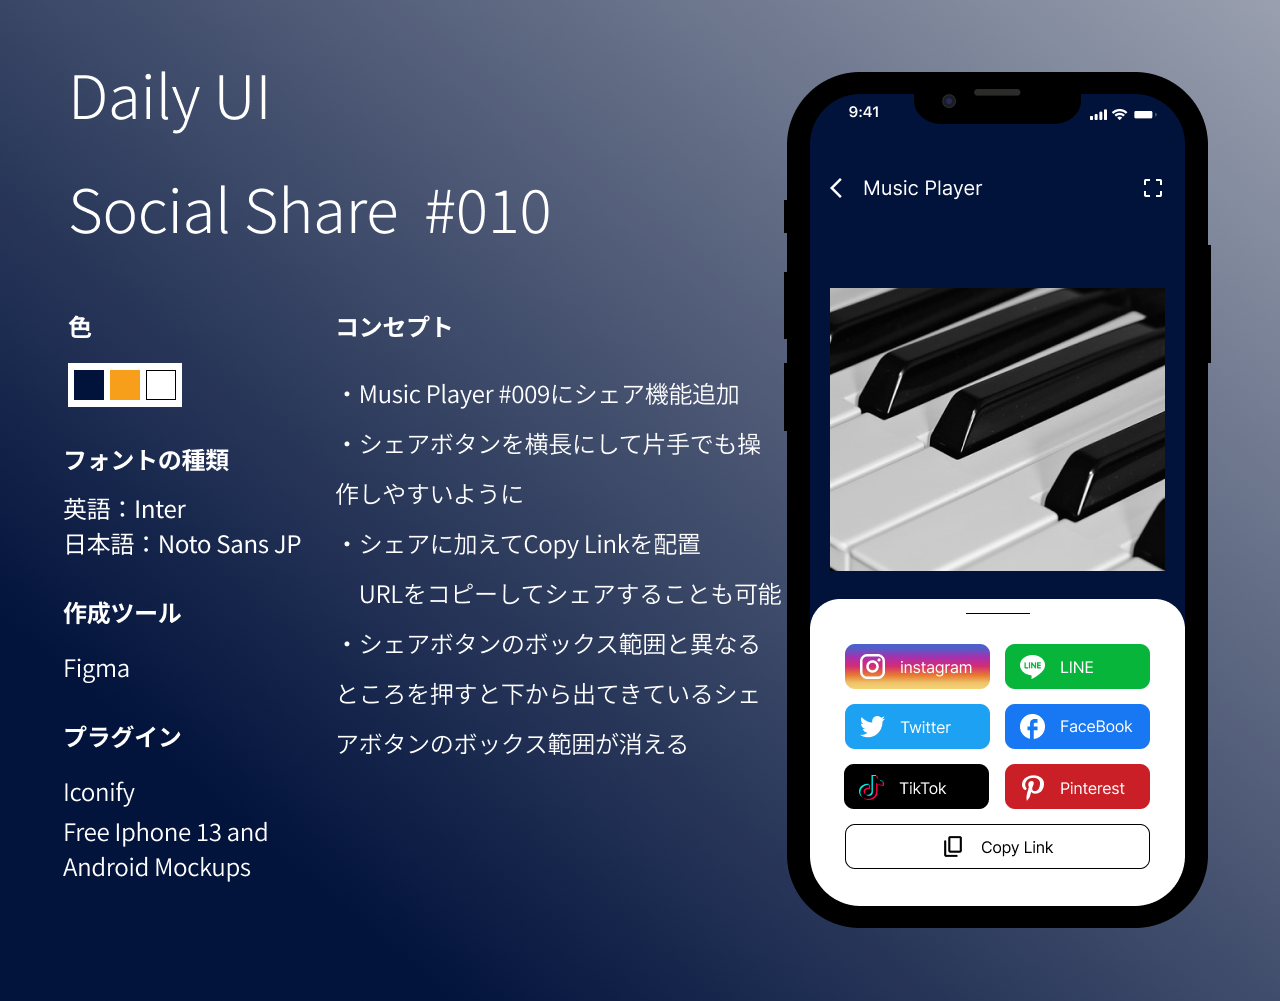 Daily UI
Social Share #010
色
フォントの種類
英語：Inter
日本語：Noto Sans JP
作成ツール
Figma
プラグイン
Iconify
Free Iphone 13 and
Android Mockups
コンセプト
・Music Player #009にシェア機能追加
・シェアボタンを横長にして片手でも操
作しやすいように
・シェアに加えてCopy Linkを配置
URLをコピーしてシェアすることも可能
・シェアボタンのボックス範囲と異なる
ところを押すと下から出てきているシェ
アボタンのボックス範囲が消える
9:41
Music Player
instagram
LINE LINE
Twitter
FaceBook
TikTok
Pinterest
Copy Link